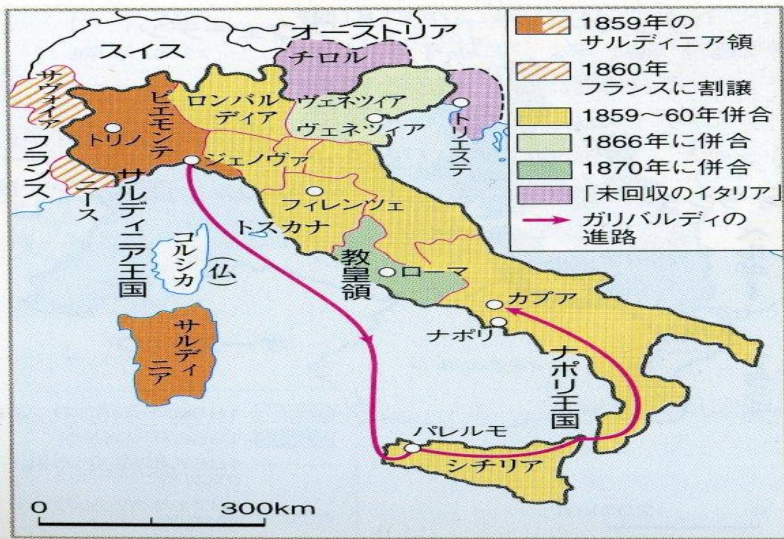 スイス
オーストリア
チロル
サヴォイア
ピエモンテ
ロンバル
ディア
ヴェネツィア
ヴェネツィア
トリエステ
トリノ
フランス
ニース
ジェノヴァ
サルディニア王国
フィレンツェ
トスカナ
コルシカ
(仏)
教皇領
ローマ
カプア
ナポリ
ナポリ王国
サルディ
ニア
パレルモ
シチリア
0
300km
1859年の
サルディニア領
1860年
フランスに割譲
1859〜60年併合
1866年に併合
1870年に併合
「未回収のイタリア」
ガリバルディの
進路